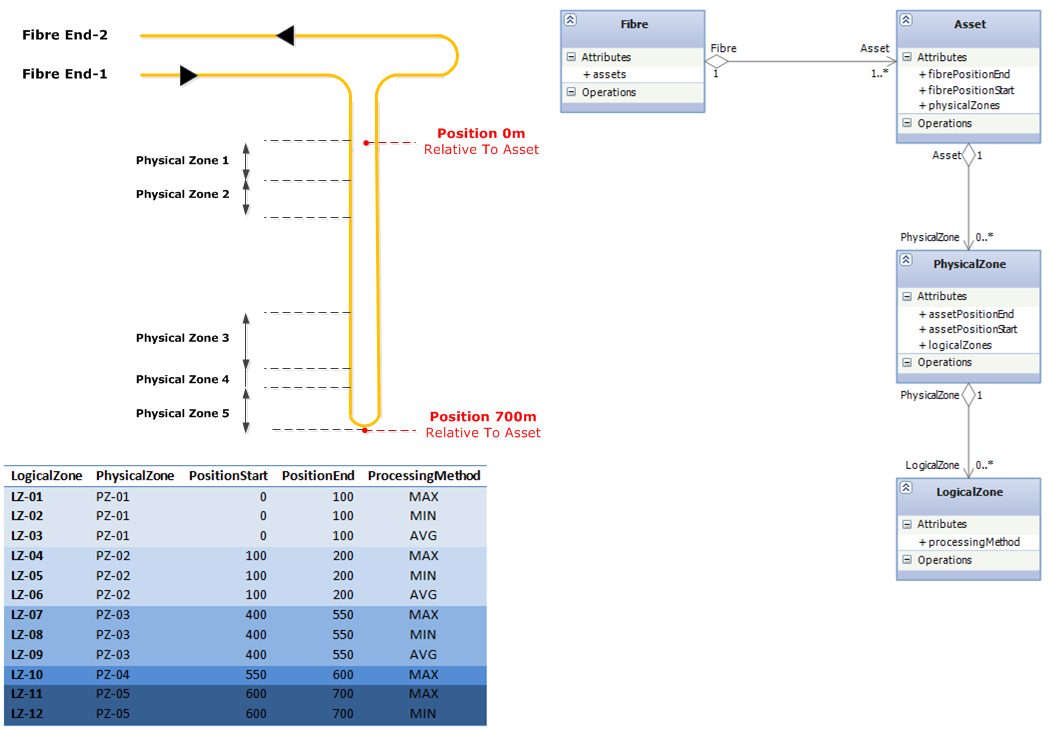 Fibre End-2
Fibre End-1
Position 0m
Relative To Asset
Physical Zone 1
Physical Zone 2
Physical Zone 3
Physical Zone 4
Physical Zone 5
Position 700m
Relative To Asset
LogicalZone PhysicalZone PositionStart PositionEnd ProcessingMethod
LZ-01 PZ-01 0 100 MAX
LZ-02 PZ-01 0 100 MIN
LZ-03 PZ-01 0 100 AVG
LZ-04 PZ-02 100 200 MAX
LZ-05 PZ-02 100 200 MIN
LZ-06 PZ-02 100 200 AVG
LZ-07 PZ-03 400 550 MAX
LZ-08 PZ-03 400 550 MIN
LZ-09 PZ-03 400 550 AVG
LZ-10 PZ-04 550 600 MAX
LZ-11 PZ-05 600 700 MAX
LZ-12 PZ-05 600 700 MIN
Fibre
Attributes
+ assets
Operations
Fibre
1
Asset
1..*
Asset
Attributes
+ fibrePositionEnd
+ fibrePositionStart
+ physicalZones
Operations
Asset 1
PhysicalZone 0..*
PhysicalZone
Attributes
+ assetPositionEnd
+ assetPositionStart
+ logicalZones
Operations
PhysicalZone 1
LogicalZone 0..*
LogicalZone
Attributes
+ processingMethod
Operations